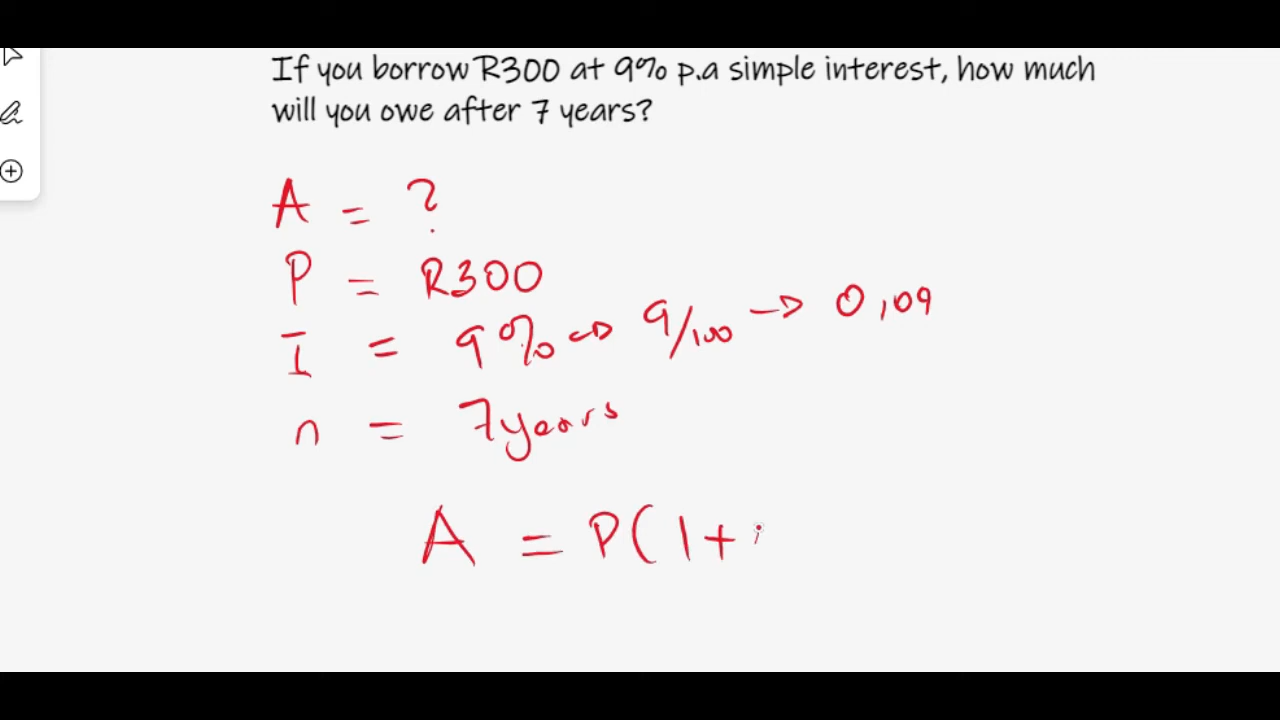 If you borrow R300 at 9% p.a simple interest, how much
will you owe after 7 years?
A = ?
P = R300
I = 9% → 9/100 → 0,09
n = 7years
A = P(1+i